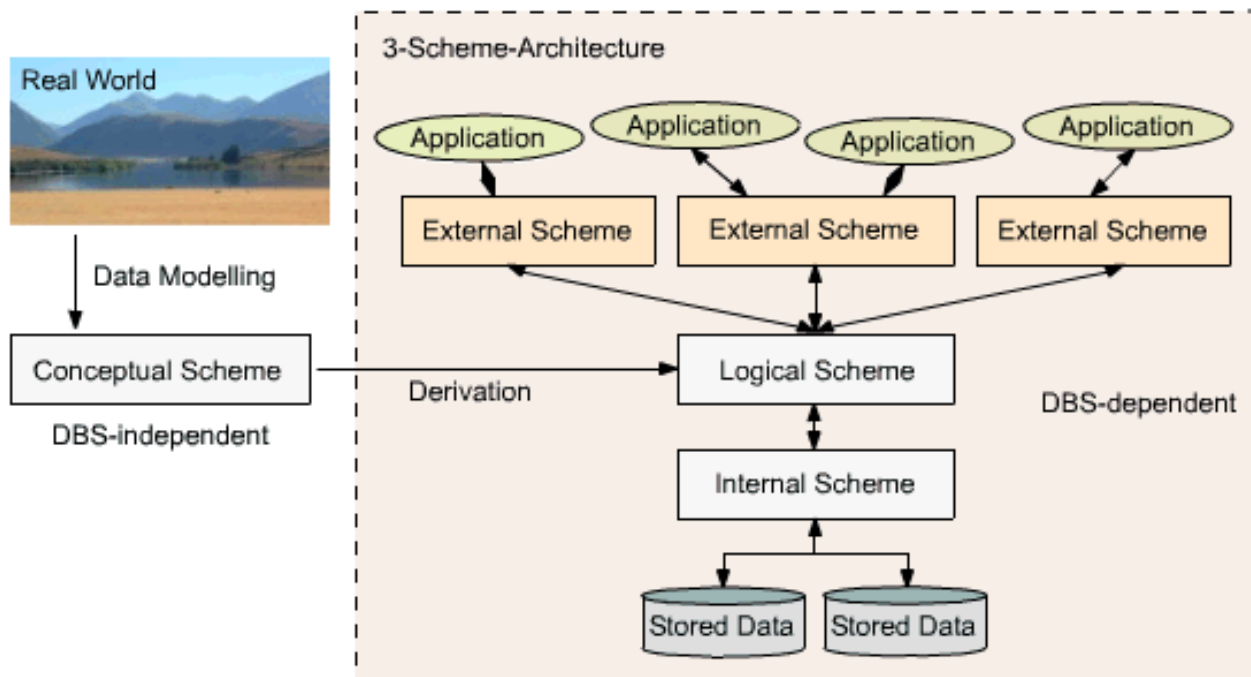 3-Scheme-Architecture
Real World
Application
Application
Application
Application
External Scheme
External Scheme
External Scheme
Data Modelling
Conceptual Scheme
Derivation
Logical Scheme
DBS-independent
DBS-dependent
Internal Scheme
Stored Data
Stored Data